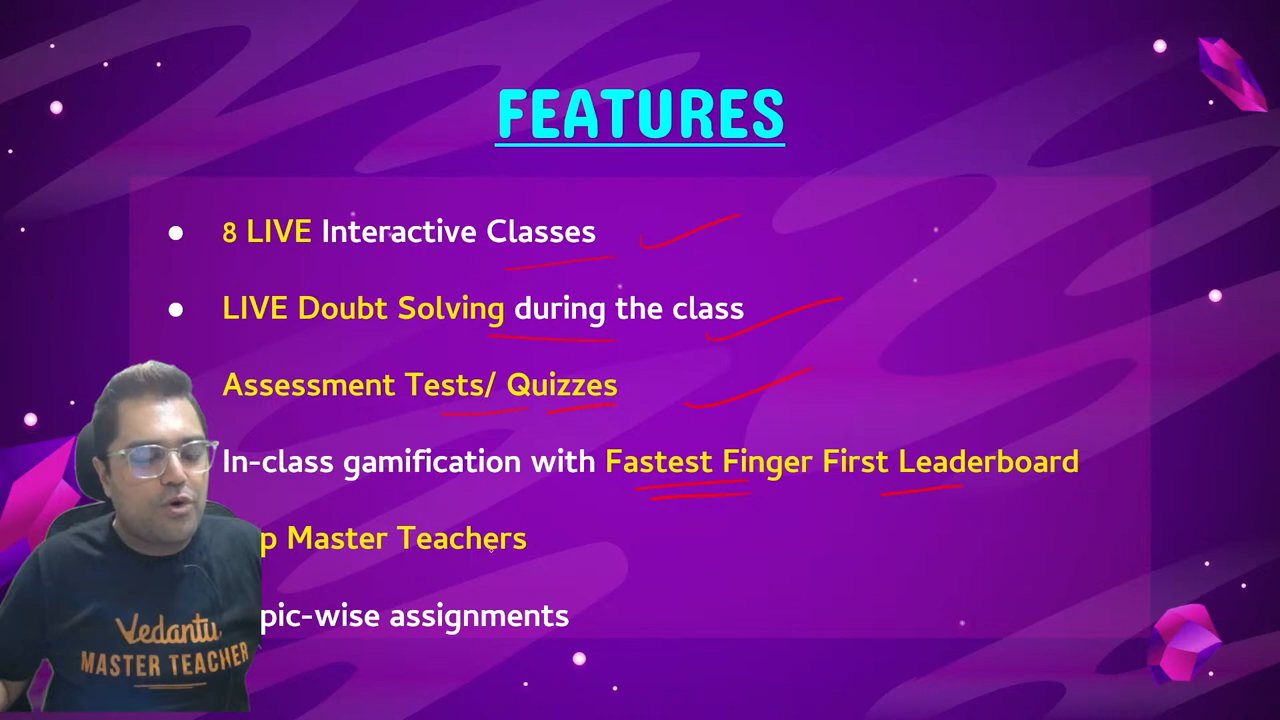 FEATURES
● 8 LIVE Interactive Classes
● LIVE Doubt Solving during the class
Assessment Tests/ Quizzes
In-class gamification with Fastest Finger First Leaderboard
p Master Teachers
pic-wise assignments
Vedantu
MASTER TEACHER